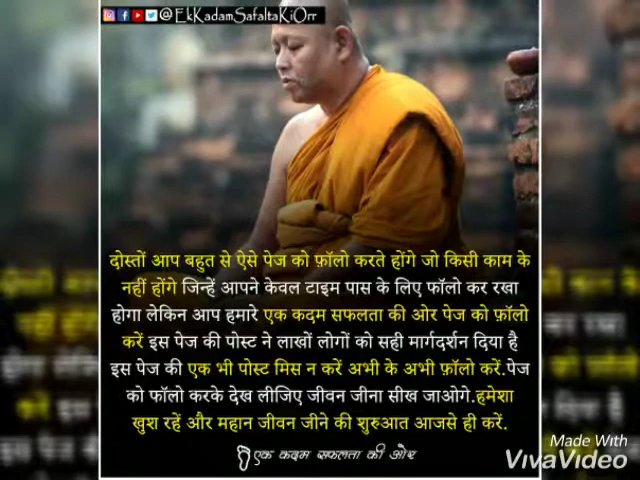 @EkKadamSafaltaKiOrr
दोस्तों आप बहुत से ऐसे पेज को फ़ॉलो करते होंगे जो किसी काम के
नहीं होंगे जिन्हें आपने केवल टाइम पास के लिए फॉलो कर रखा
होगा लेकिन आप हमारे एक कदम सफलता की ओर पेज को फ़ॉलो
करें इस पेज की पोस्ट ने लाखों लोगों को सही मार्गदर्शन दिया है
इस पेज की एक भी पोस्ट मिस न करें अभी के अभी फ़ॉलो करें.पेज
को फॉलो करके देख लीजिए जीवन जीना सीख जाओगे.हमेशा
खुश रहें और महान जीवन जीने की शुरुआत आजसे ही करें.
एक कदम सफलता की ओर
Made With
VivaVideo